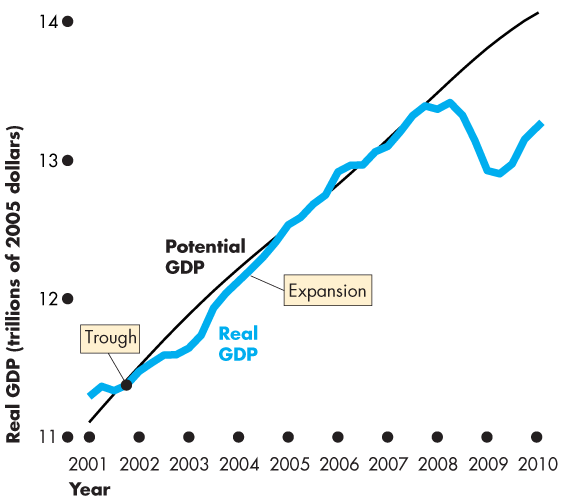 14
13
12
11
Real GDP (trillions of 2005 dollars)
Potential
GDP
Expansion
Trough
Real
GDP
2001 2002 2003 2004 2005 2006 2007 2008 2009 2010
Year